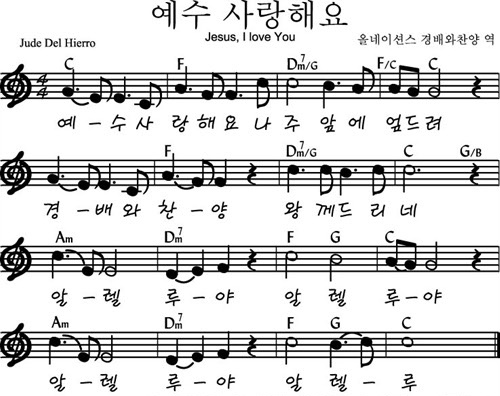 예수 사랑해요
Jesus, I love You
Jude Del Hierro
올네이션스 경배와찬양 역
C F Dm7/G F/C C
4 4
예 - 수 사 랑 해 요 나 주 앞 에 엎 드 려
F Dm7/G C G/B
경 - 배 와 찬 - 양 왕 께 드 리 네
Am Dm7 F G C
알 - 렐 루 - 야 알 렐 루 - 야
Am Dm7 F G C
알 - 렐 루 - 야 알 렐 - 루